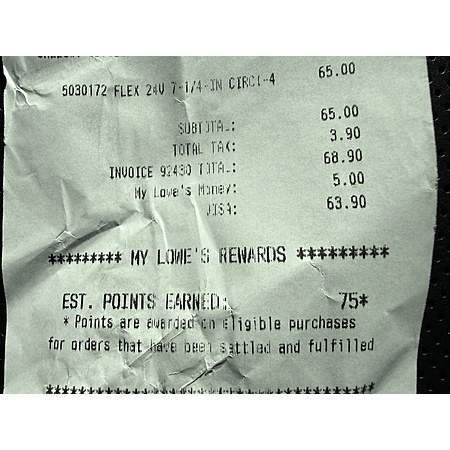 5030172 FLEX 24V 7-1/4-IN CIRC(-4 65.00
SUBTOTAL: 65.00
TOTAL TAX: 3.90
INVOICE 92430 TOTAL: 68.90
My Lowe's Money: 5.00
VISA: 63.90
********* MY LOWE'S REWARDS *********
EST. POINTS EARNED: 75*
* Points are awarded on eligible purchases
for orders that have been settled and fulfilled